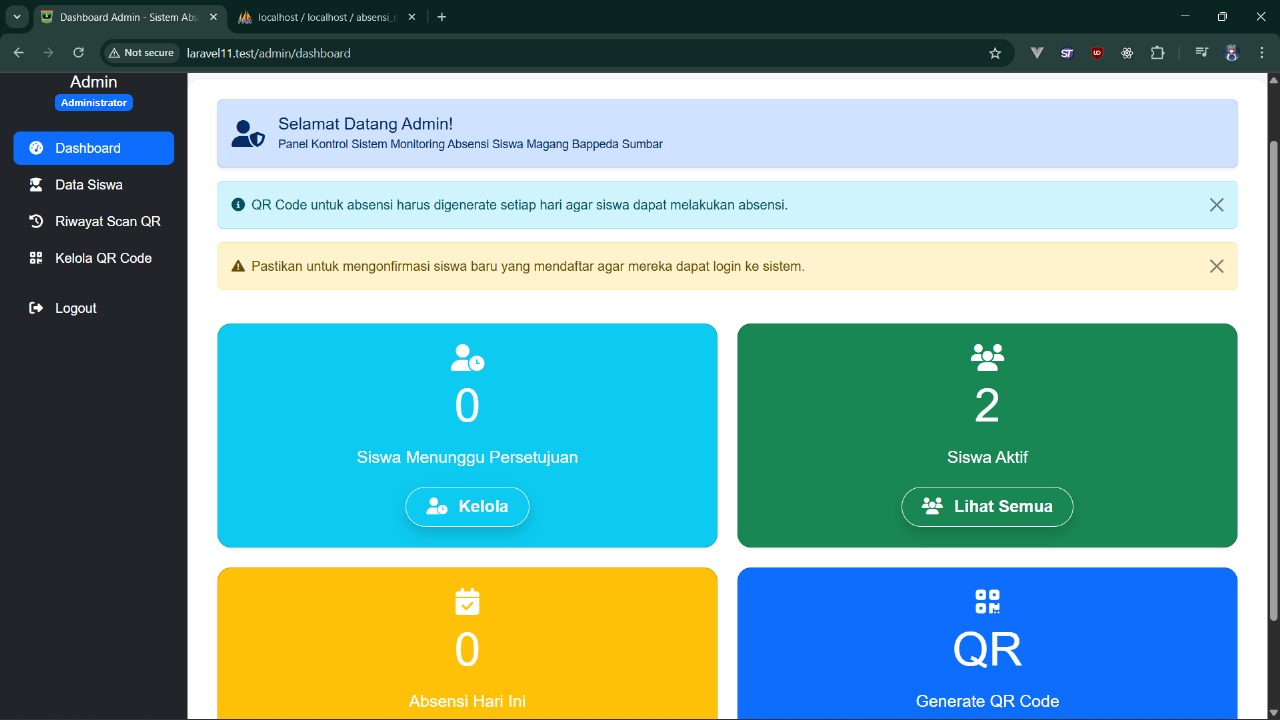 Dashboard Admin - Sistem Abs
localhost / localhost / absensi_
Not secure
laravel11.test/admin/dashboard
Admin
Administrator
Dashboard
Data Siswa
Riwayat Scan QR
Kelola QR Code
Logout
Selamat Datang Admin!
Panel Kontrol Sistem Monitoring Absensi Siswa Magang Bappeda Sumbar
QR Code untuk absensi harus digenerate setiap hari agar siswa dapat melakukan absensi.
Pastikan untuk mengonfirmasi siswa baru yang mendaftar agar mereka dapat login ke sistem.
0
Siswa Menunggu Persetujuan
Kelola
2
Siswa Aktif
Lihat Semua
0
Absensi Hari Ini
QR
Generate QR Code